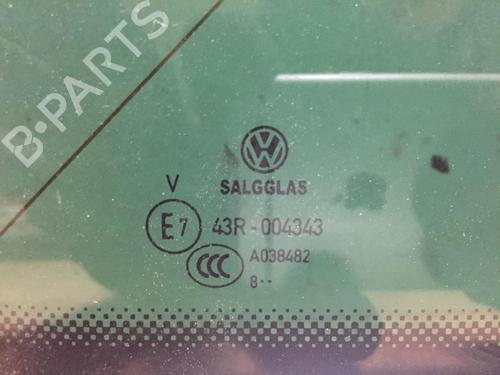 B-PARTS
V SALGGLAS
E7 43R-004343
CCC A038482
8··